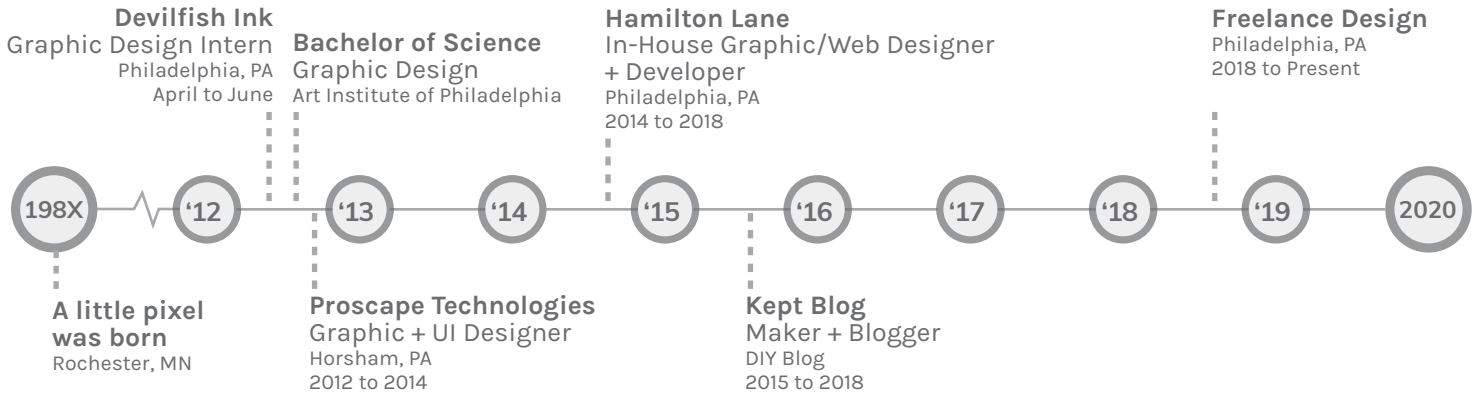 Devilfish Ink
Graphic Design Intern
Philadelphia, PA
April to June
Bachelor of Science
Graphic Design
Art Institute of Philadelphia
Hamilton Lane
In-House Graphic/Web Designer
+ Developer
Philadelphia, PA
2014 to 2018
Freelance Design
Philadelphia, PA
2018 to Present
198X
‘12
‘13
‘14
‘15
‘16
‘17
‘18
‘19
2020
A little pixel
was born
Rochester, MN
Proscape Technologies
Graphic + UI Designer
Horsham, PA
2012 to 2014
Kept Blog
Maker + Blogger
DIY Blog
2015 to 2018